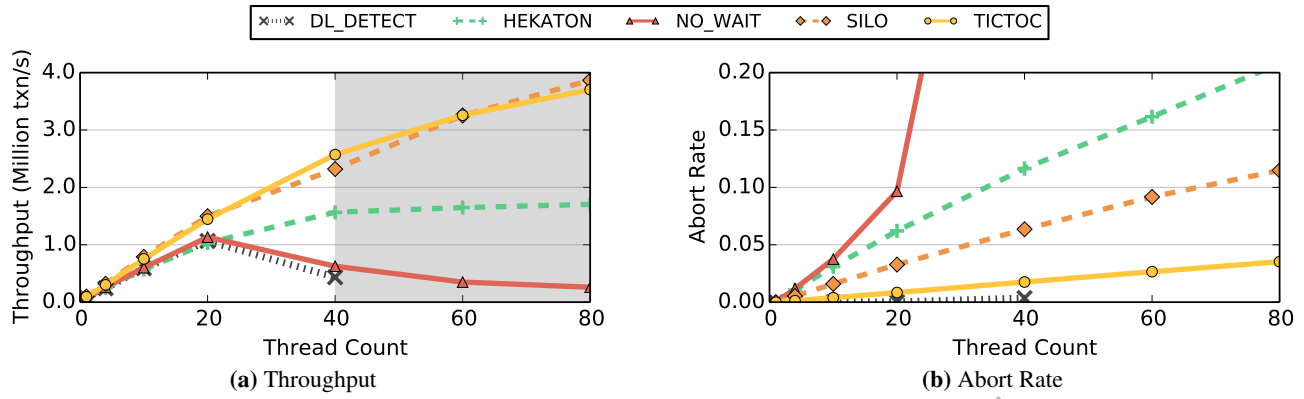 DL_DETECT HEKATON NO_WAIT SILO TICTOC
Throughput (Million txn/s)
4.0
3.0
2.0
1.0
0.0
0 20 40 60 80
Thread Count
(a) Throughput
Abort Rate
0.20
0.15
0.10
0.05
0.00
0 20 40 60 80
Thread Count
(b) Abort Rate